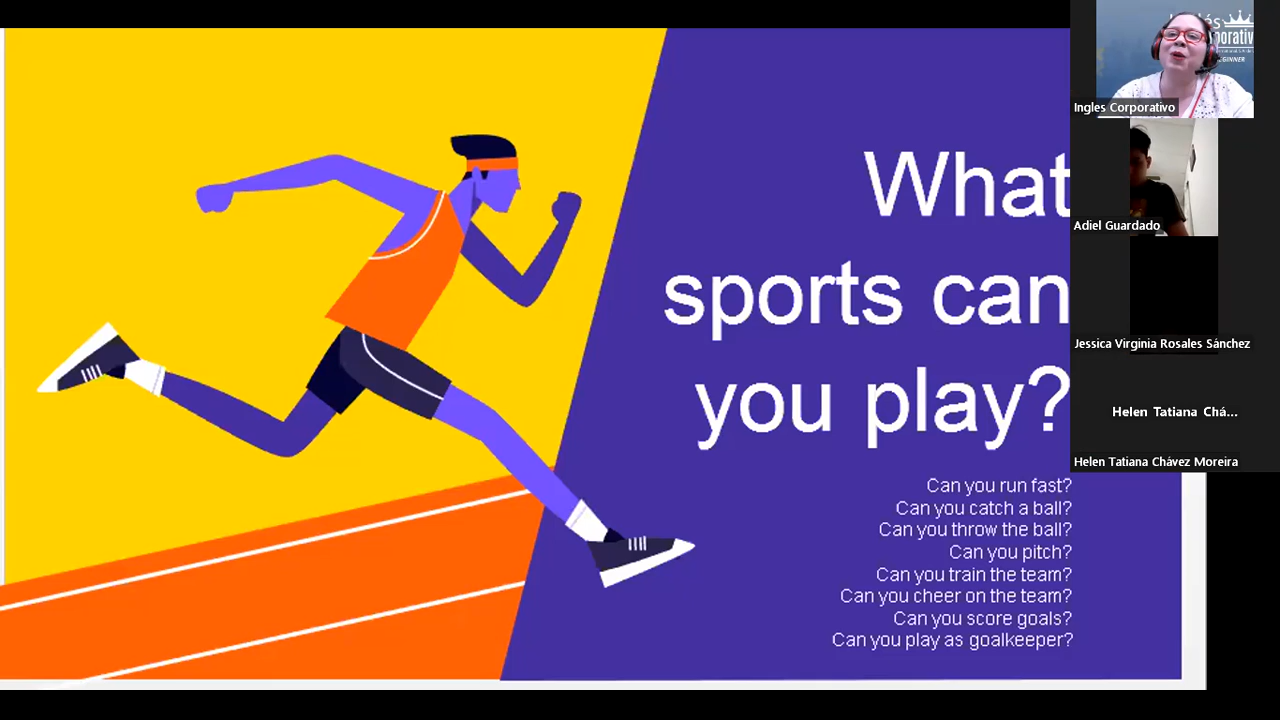 What
sports can
you play?
Can you run fast?
Can you catch a ball?
Can you throw the ball?
Can you pitch?
Can you train the team?
Can you cheer on the team?
Can you score goals?
Can you play as goalkeeper?
Ingles Corporativo
Adiel Guardado
Jessica Virginia Rosales Sánchez
Helen Tatiana Chá...
Helen Tatiana Chávez Moreira